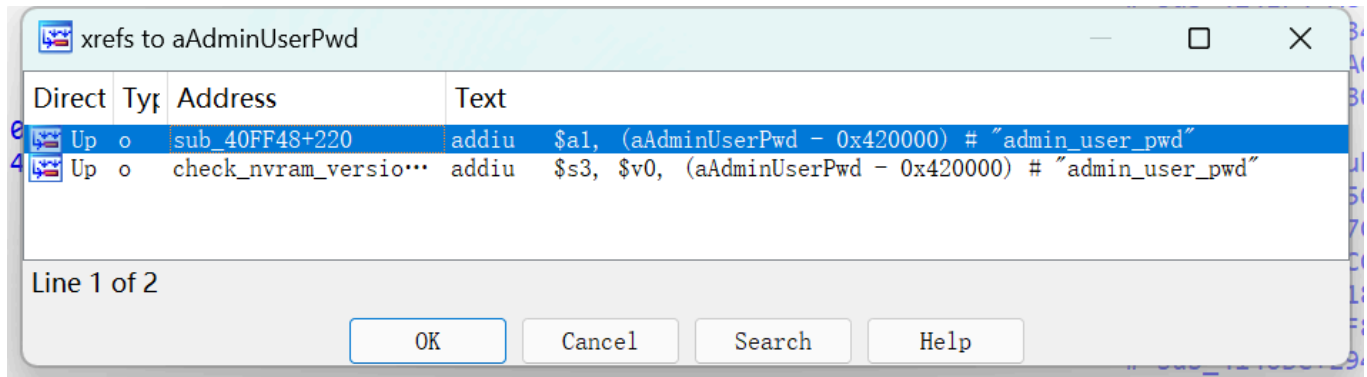 xrefs to aAdminUserPwd
Direct Typ Address Text
Up o sub_40FF48+220 addiu $a1, (aAdminUserPwd - 0x420000) # "admin_user_pwd"
Up o check_nvram_versio… addiu $s3, $v0, (aAdminUserPwd - 0x420000) # "admin_user_pwd"
Line 1 of 2
OK Cancel Search Help